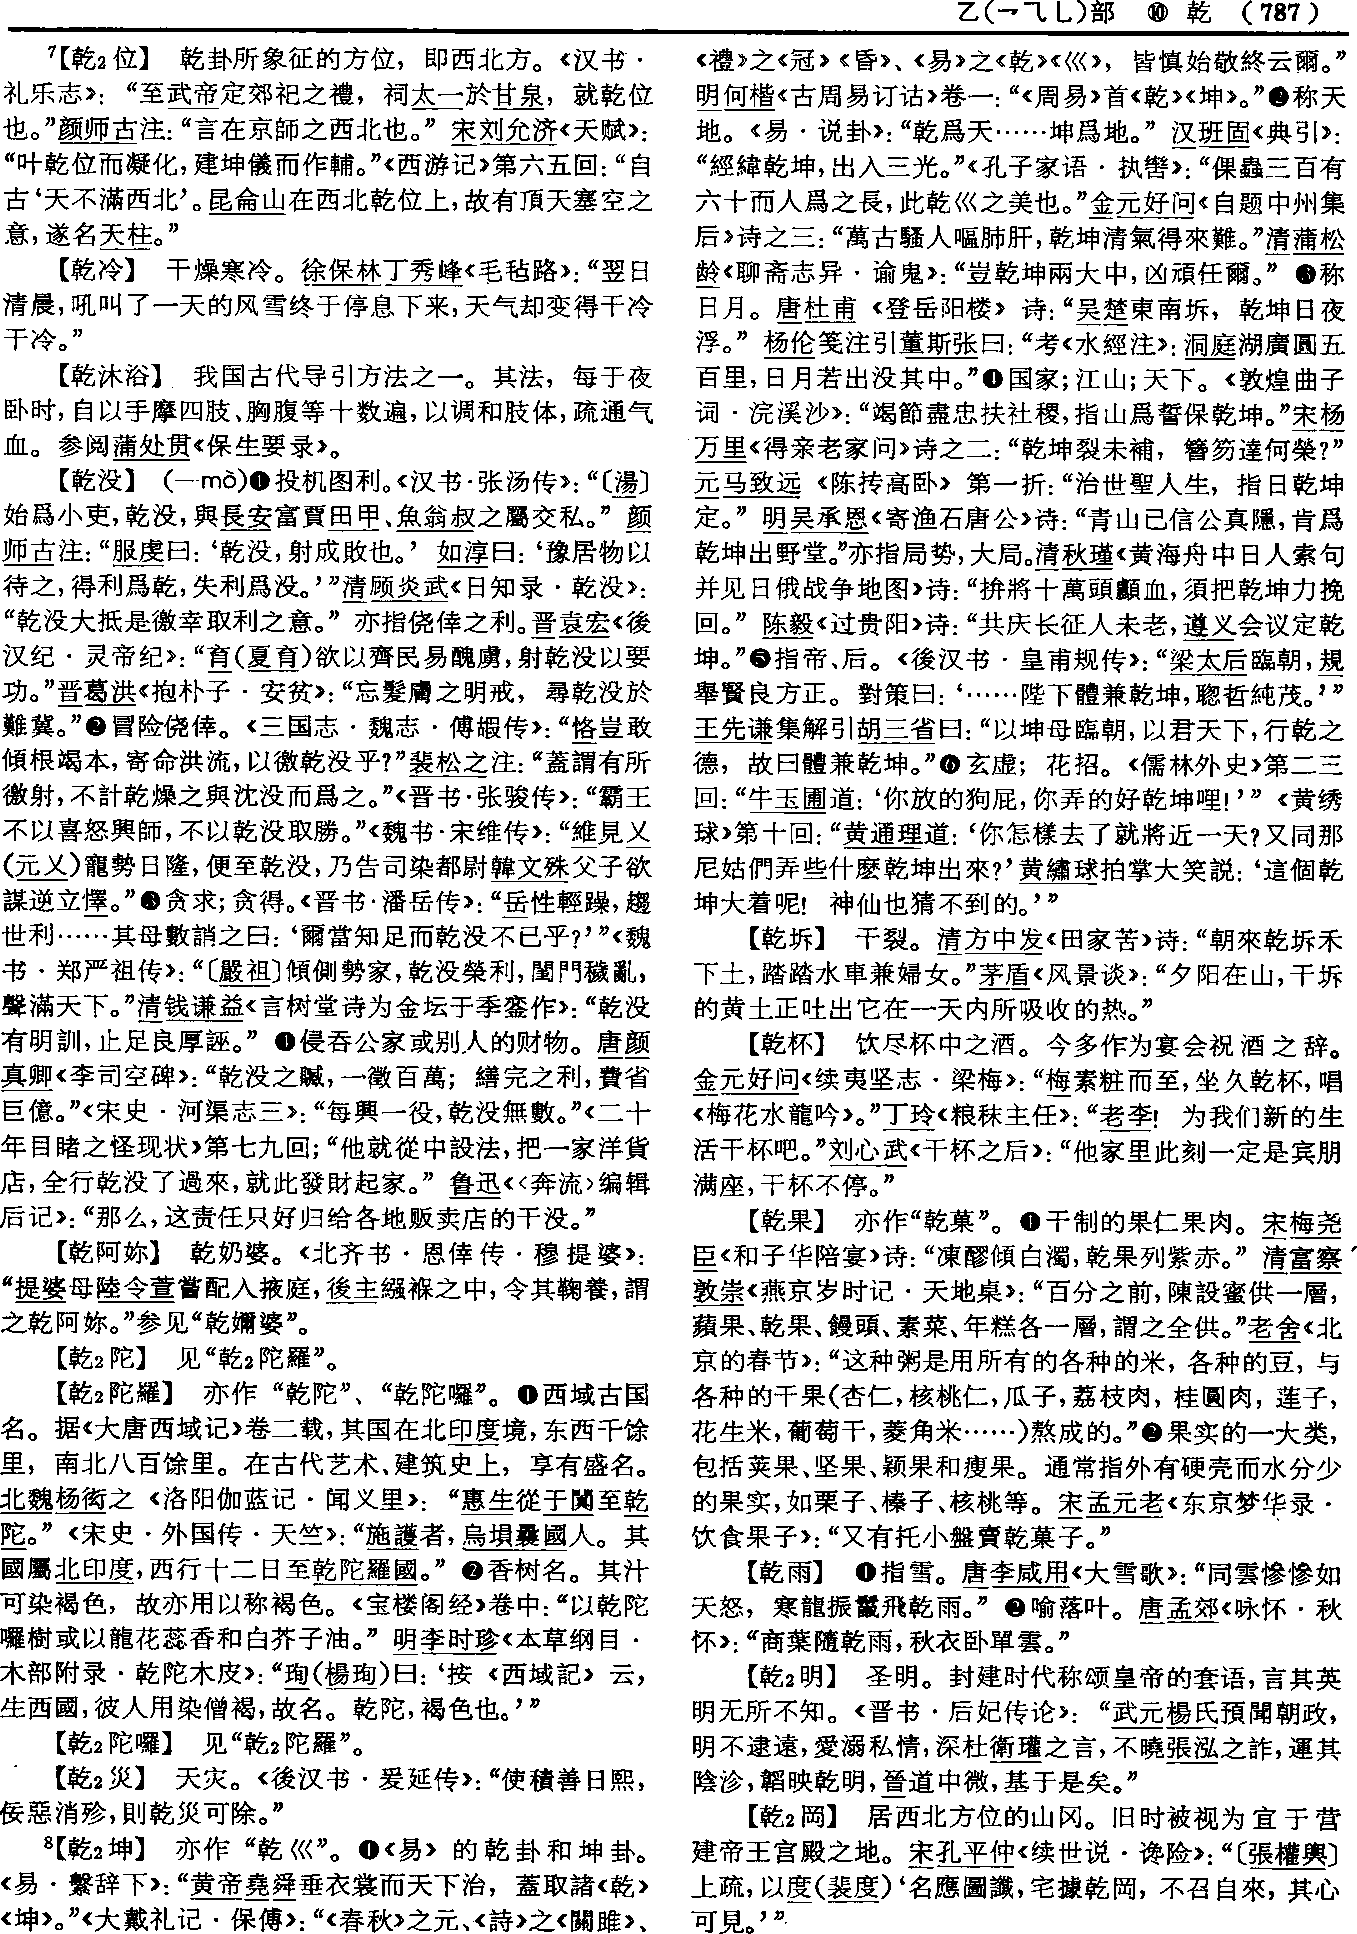 乙(乛⺄乚)部 ❿ 乾 (787)
⁷【乾₂位】 乾卦所象征的方位，即西北方。《汉书·
礼乐志》：“至武帝定郊祀之禮，祠太一於甘泉，就乾位
也。”颜师古注：“言在京師之西北也。” 宋刘允济《天赋》：
“叶乾位而凝化，建坤儀而作輔。”《西游记》第六五回：“自
古‘天不滿西北’。昆侖山在西北乾位上，故有頂天塞空之
意，遂名天柱。”
【乾冷】 干燥寒冷。徐保林丁秀峰《毛毡路》：“翌日
清晨，吼叫了一天的风雪终于停息下来，天气却变得干冷
干冷。”
【乾沐浴】 我国古代导引方法之一。其法，每于夜
卧时，自以手摩四肢、胸腹等十数遍，以调和肢体，疏通气
血。参阅蒲处贯《保生要录》。
【乾没】 (—mò)❶投机图利。《汉书·张汤传》：“〔湯〕
始爲小吏，乾没，與長安富賈田甲、魚翁叔之屬交私。” 颜
师古注：“服虔曰：‘乾没，射成敗也。’ 如淳曰：‘豫居物以
待之，得利爲乾，失利爲没。’”清顾炎武《日知录·乾没》：
“乾没大抵是徼幸取利之意。” 亦指侥倖之利。晋袁宏《後
汉纪·灵帝纪》：“育(夏育)欲以齊民易醜虜，射乾没以要
功。”晋葛洪《抱朴子·安贫》：“忘髮膚之明戒，尋乾没於
難冀。”❷冒险侥倖。《三国志·魏志·傅嘏传》：“恪豈敢
傾根竭本，寄命洪流，以徼乾没乎？”裴松之注：“蓋謂有所
徼射，不計乾燥之與沈没而爲之。”《晋书·张骏传》：“霸王
不以喜怒興師，不以乾没取勝。”《魏书·宋维传》：“維見乂
(元乂)寵勢日隆，便至乾没，乃告司染都尉韓文殊父子欲
謀逆立懌。”❸贪求；贪得。《晋书·潘岳传》：“岳性輕躁，趨
世利……其母數誚之曰：‘爾當知足而乾没不已乎？’”《魏
书·郑严祖传》：“〔嚴祖〕傾側勢家，乾没榮利，閨門穢亂，
聲滿天下。”清钱谦益《言树堂诗为金坛于季銮作》：“乾没
有明訓，止足良厚誣。” ❹侵吞公家或别人的财物。唐颜
真卿《李司空碑》：“乾没之贓，一徵百萬；繕完之利，費省
巨億。”《宋史·河渠志三》：“每興一役，乾没無數。”《二十
年目睹之怪现状》第七九回；“他就從中設法，把一家洋貨
店，全行乾没了過來，就此發財起家。” 鲁迅《〈奔流〉编辑
后记》：“那么，这责任只好归给各地贩卖店的干没。”
【乾阿妳】 乾奶婆。《北齐书·恩倖传·穆提婆》：
“提婆母陸令萱嘗配入掖庭，後主繈褓之中，令其鞠養，謂
之乾阿妳。”参见“乾嬭婆”。
【乾₂陀】 见“乾₂陀羅”。
【乾₂陀羅】 亦作“乾陀”、“乾陀囉”。❶西域古国
名。据《大唐西域记》卷二载，其国在北印度境，东西千馀
里，南北八百馀里。在古代艺术、建筑史上，享有盛名。
北魏杨衒之《洛阳伽蓝记·闻义里》：“惠生從于闐至乾
陀。”《宋史·外国传·天竺》：“施護者，烏塤曩國人。其
國屬北印度，西行十二日至乾陀羅國。” ❷香树名。其汁
可染褐色，故亦用以称褐色。《宝楼阁经》卷中：“以乾陀
囉樹或以龍花蕊香和白芥子油。” 明李时珍《本草纲目·
木部附录·乾陀木皮》：“珣(楊珣)曰：‘按《西域記》云，
生西國，彼人用染僧褐，故名。乾陀，褐色也。’”
【乾₂陀囉】 见“乾₂陀羅”。
【乾₂災】 天灾。《後汉书·爰延传》：“使積善日熙，
佞惡消殄，則乾災可除。”
⁸【乾₂坤】 亦作“乾巛”。❶《易》的乾卦和坤卦。
《易·繫辞下》：“黄帝堯舜垂衣裳而天下治，蓋取諸《乾》
《坤》。”《大戴礼记·保傅》：“《春秋》之元、《詩》之《關雎》、
《禮》之《冠》《昏》、《易》之《乾》《巛》，皆慎始敬終云爾。”
明何楷《古周易订诂》卷一：“《周易》首《乾》《坤》。”❷称天
地。《易·说卦》：“乾爲天……坤爲地。” 汉班固《典引》：
“經緯乾坤，出入三光。”《孔子家语·执辔》：“倮蟲三百有
六十而人爲之長，此乾巛之美也。”金元好问《自题中州集
后》诗之三：“萬古騷人嘔肺肝，乾坤清氣得來難。”清蒲松
龄《聊斋志异·谕鬼》：“豈乾坤兩大中，凶頑任爾。” ❸称
日月。唐杜甫《登岳阳楼》诗：“吴楚東南坼，乾坤日夜
浮。” 杨伦笺注引董斯张曰：“考《水經注》：洞庭湖廣圓五
百里，日月若出没其中。”❹国家；江山；天下。《敦煌曲子
词·浣溪沙》：“竭節盡忠扶社稷，指山爲誓保乾坤。”宋杨
万里《得亲老家问》诗之二：“乾坤裂未補，簪笏達何榮？”
元马致远《陈抟高卧》第一折：“治世聖人生，指日乾坤
定。” 明吴承恩《寄渔石唐公》诗：“青山已信公真隱，肯爲
乾坤出野堂。”亦指局势，大局。清秋瑾《黄海舟中日人索句
并见日俄战争地图》诗：“拚將十萬頭顱血，須把乾坤力挽
回。” 陈毅《过贵阳》诗：“共庆长征人未老，遵义会议定乾
坤。”❺指帝、后。《後汉书·皇甫规传》：“梁太后臨朝，規
舉賢良方正。對策曰：‘……陛下體兼乾坤，聰哲純茂。’”
王先谦集解引胡三省曰：“以坤母臨朝，以君天下，行乾之
德，故曰體兼乾坤。”❻玄虚；花招。《儒林外史》第二三
回：“牛玉圃道：‘你放的狗屁，你弄的好乾坤哩！’”《黄绣
球》第十回：“黄通理道：‘你怎樣去了就將近一天？又同那
尼姑們弄些什麽乾坤出來？’黄繡球拍掌大笑説：‘這個乾
坤大着呢！神仙也猜不到的。’”
【乾坼】 干裂。清方中发《田家苦》诗：“朝來乾坼禾
下土，踏踏水車兼婦女。”茅盾《风景谈》：“夕阳在山，干坼
的黄土正吐出它在一天内所吸收的热。”
【乾杯】 饮尽杯中之酒。今多作为宴会祝酒之辞。
金元好问《续夷坚志·梁梅》：“梅素粧而至，坐久乾杯，唱
《梅花水龍吟》。”丁玲《粮秣主任》：“老李！为我们新的生
活干杯吧。”刘心武《干杯之后》：“他家里此刻一定是宾朋
满座，干杯不停。”
【乾果】 亦作“乾菓”。❶干制的果仁果肉。宋梅尧
臣《和子华陪宴》诗：“凍醪傾白濁，乾果列紫赤。” 清富察
敦崇《燕京岁时记·天地桌》：“百分之前，陳設蜜供一層，
蘋果、乾果、饅頭、素菜、年糕各一層，謂之全供。”老舍《北
京的春节》：“这种粥是用所有的各种的米，各种的豆，与
各种的干果(杏仁，核桃仁，瓜子，荔枝肉，桂圆肉，莲子，
花生米，葡萄干，菱角米……)熬成的。”❷果实的一大类，
包括荚果、坚果、颖果和瘦果。通常指外有硬壳而水分少
的果实，如栗子、榛子、核桃等。宋孟元老《东京梦华录·
饮食果子》：“又有托小盤賣乾菓子。”
【乾雨】 ❶指雪。唐李咸用《大雪歌》：“同雲慘慘如
天怒，寒龍振鬣飛乾雨。” ❷喻落叶。唐孟郊《咏怀·秋
怀》：“商葉隨乾雨，秋衣卧單雲。”
【乾₂明】 圣明。封建时代称颂皇帝的套语，言其英
明无所不知。《晋书·后妃传论》：“武元楊氏預聞朝政，
明不逮遠，愛溺私情，深杜衛瓘之言，不曉張泓之詐，運其
陰沴，韜映乾明，晉道中微，基于是矣。”
【乾₂岡】 居西北方位的山冈。旧时被视为宜于营
建帝王宫殿之地。宋孔平仲《续世说·谗险》：“〔張權輿〕
上疏，以度(裴度)‘名應圖讖，宅據乾岡，不召自來，其心
可見。’”